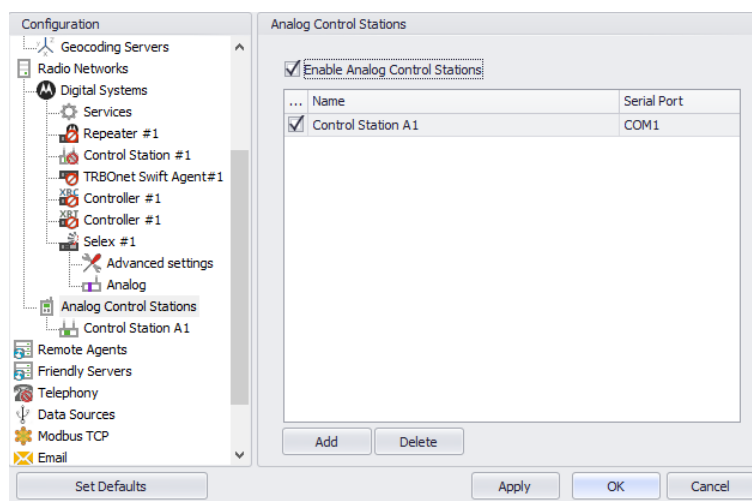 Configuration
Geocoding Servers
Radio Networks
Digital Systems
Services
Repeater #1
Control Station #1
TRBOnet Swift Agent#1
XRC
Controller #1
XRT
Controller #1
Selex #1
Advanced settings
Analog
Analog Control Stations
Control Station A1
Remote Agents
Friendly Servers
Telephony
Data Sources
Modbus TCP
Email
Set Defaults
Analog Control Stations
Enable Analog Control Stations
... Name Serial Port
Control Station A1 COM1
Add Delete
Apply OK Cancel